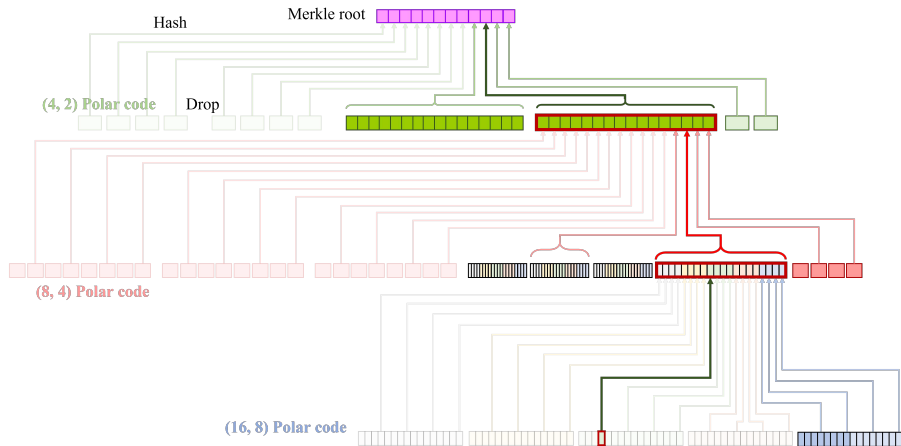 Merkle root
Hash
(4, 2) Polar code
Drop
(8, 4) Polar code
(16, 8) Polar code